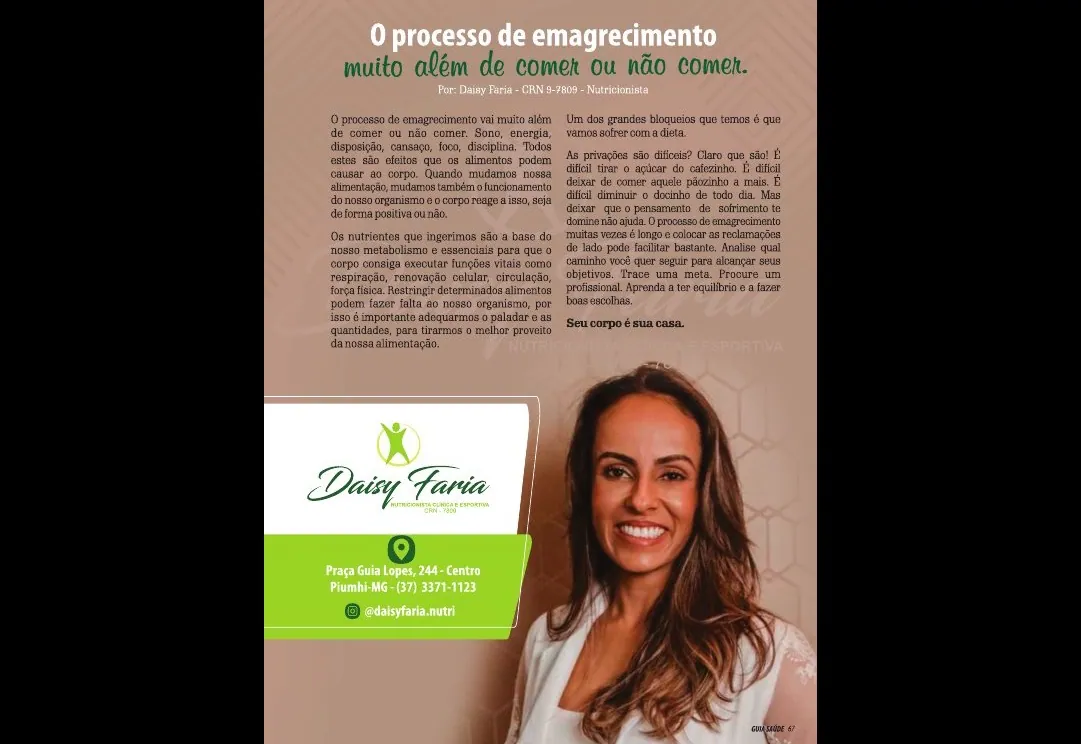 O processo de emagrecimento
muito além de comer ou não comer.
Por: Daisy Faria - CRN 9-7809 - Nutricionista
O processo de emagrecimento vai muito além
de comer ou não comer. Sono, energia,
disposição, cansaço, foco, disciplina. Todos
estes são efeitos que os alimentos podem
causar ao corpo. Quando mudamos nossa
alimentação, mudamos também o funcionamento
do nosso organismo e o corpo reage a isso, seja
de forma positiva ou não.
Os nutrientes que ingerimos são a base do
nosso metabolismo e essenciais para que o
corpo consiga executar funções vitais como
respiração, renovação celular, circulação,
força física. Restringir determinados alimentos
podem fazer falta ao nosso organismo, por
isso é importante adequarmos o paladar e as
quantidades, para tirarmos o melhor proveito
da nossa alimentação.
Um dos grandes bloqueios que temos é que
vamos sofrer com a dieta.
As privações são difíceis? Claro que são! É
difícil tirar o açúcar do cafezinho. É difícil
deixar de comer aquele pãozinho a mais. É
difícil diminuir o docinho de todo dia. Mas
deixar que o pensamento de sofrimento te
domine não ajuda. O processo de emagrecimento
muitas vezes é longo e colocar as reclamações
de lado pode facilitar bastante. Analise qual
caminho você quer seguir para alcançar seus
objetivos. Trace uma meta. Procure um
profissional. Aprenda a ter equilíbrio e a fazer
boas escolhas.
Seu corpo é sua casa.
Daisy Faria
NUTRICIONISTA CLÍNICA E ESPORTIVA
CRN - 7809
Praça Guia Lopes, 244 - Centro
Piumhi-MG - (37) 3371-1123
@daisyfaria.nutri
GUIA SAÚDE 67